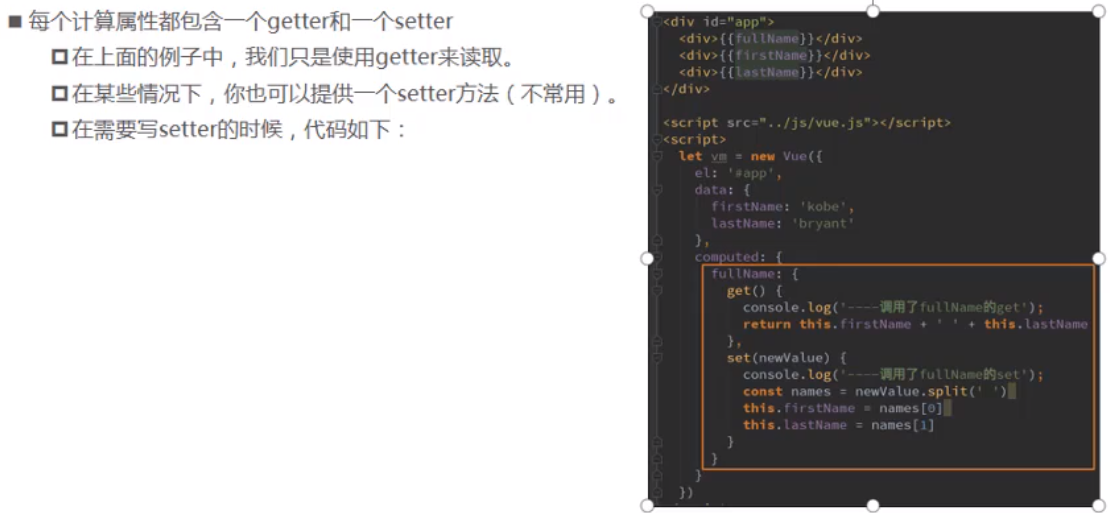 每个计算属性都包含一个getter和一个setter
在上面的例子中，我们只是使用getter来读取。
在某些情况下，你也可以提供一个setter方法（不常用）。
在需要写setter的时候，代码如下：
<div id="app">
  <div>{{fullName}}</div>
  <div>{{firstName}}</div>
  <div>{{lastName}}</div>
</div>
<script src="../js/vue.js"></script>
<script>
  let vm = new Vue({
    el: '#app',
    data: {
      firstName: 'kobe',
      lastName: 'bryant'
    },
    computed: {
      fullName: {
        get() {
          console.log('----调用了fullName的get');
          return this.firstName + ' ' + this.lastName
        },
        set(newValue) {
          console.log('----调用了fullName的set');
          const names = newValue.split(' ')
          this.firstName = names[0]
          this.lastName = names[1]
        }
      }
    }
  })